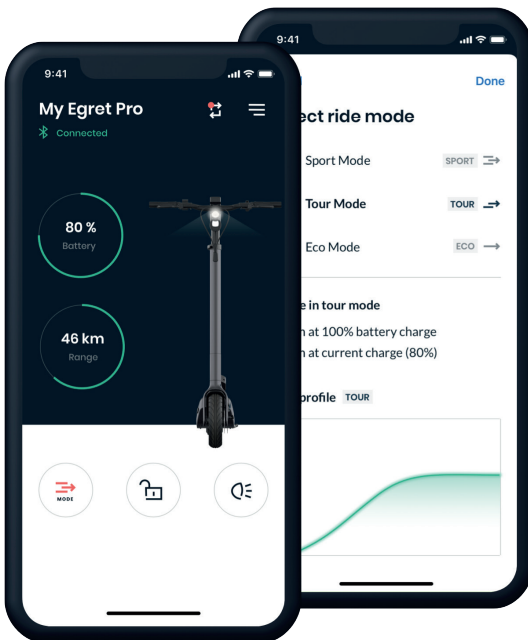 9:41
My Egret Pro
Connected
80 %
Battery
46 km
Range
MODE
9:41
Done
ect ride mode
Sport Mode SPORT
Tour Mode TOUR
Eco Mode ECO
e in tour mode
at 100% battery charge
at current charge (80%)
profile TOUR